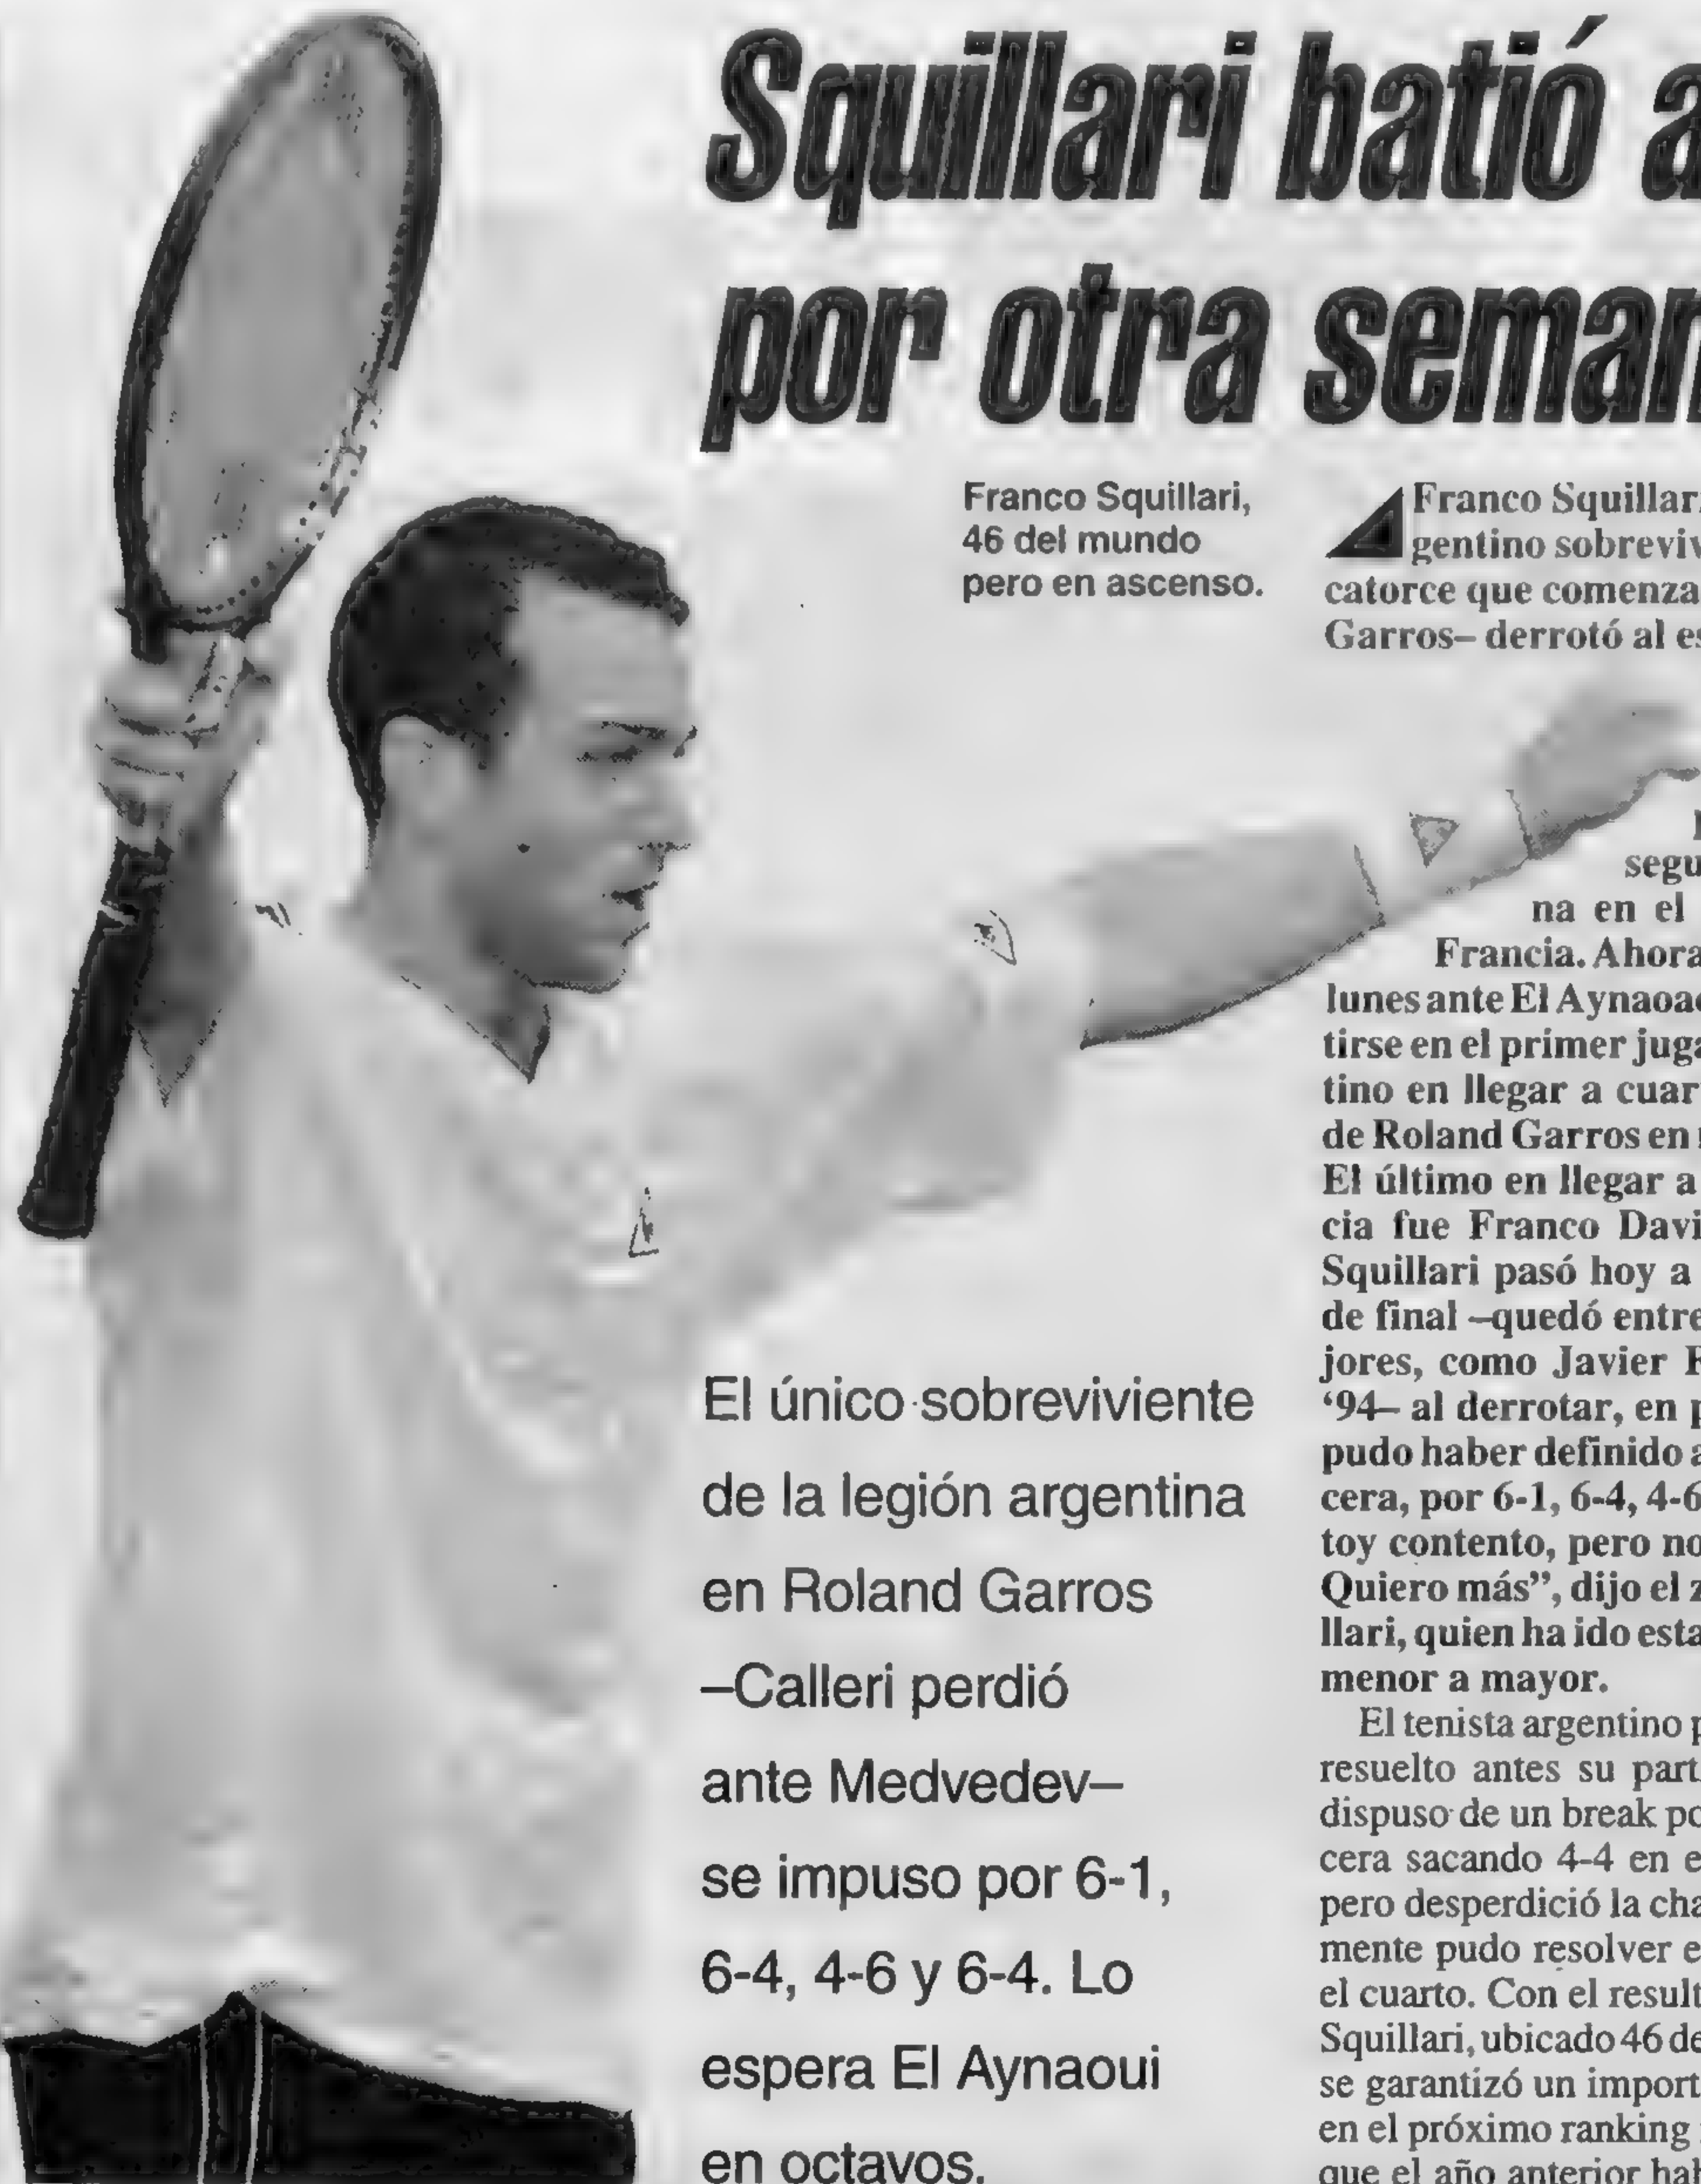 Squillari batió a
por otra seman
Franco Squillari,
46 del mundo
pero en ascenso.
Franco Squillari
gentino sobreviv
catorce que comenza
Garros– derrotó al es
segu
na en el
Francia. Ahora
lunes ante El Aynaoao
tirse en el primer juga
tino en llegar a cuar
de Roland Garros en
El último en llegar a
cia fue Franco Davi
Squillari pasó hoy a
de final –quedó entre
jores, como Javier F
‘94– al derrotar, en p
pudo haber definido a
cera, por 6-1, 6-4, 4-6
toy contento, pero no
Quiero más”, dijo el z
llari, quien ha ido esta
menor a mayor.
El tenista argentino p
resuelto antes su part
dispuso de un break po
cera sacando 4-4 en e
pero desperdició la cha
mente pudo resolver e
el cuarto. Con el result
Squillari, ubicado 46 de
se garantizó un import
en el próximo ranking
que el año anterior hab
El único sobreviviente
de la legión argentina
en Roland Garros
–Calleri perdió
ante Medvedev–
se impuso por 6-1,
6-4, 4-6 y 6-4. Lo
espera El Aynaoui
en octavos.